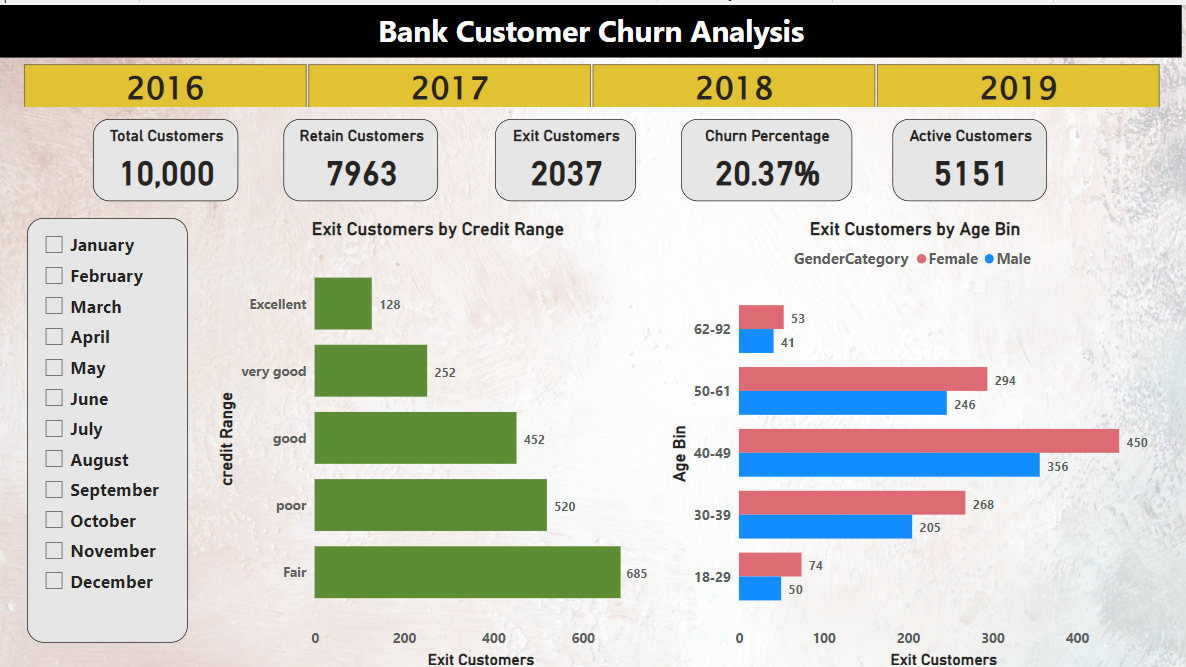 Bank Customer Churn Analysis
2016 2017 2018 2019
Total Customers
10,000
Retain Customers
7963
Exit Customers
2037
Churn Percentage
20.37%
Active Customers
5151
January
February
March
April
May
June
July
August
September
October
November
December
Exit Customers by Credit Range
credit Range
Excellent 128
very good 252
good 452
poor 520
Fair 685
0 200 400 600
Exit Customers
Exit Customers by Age Bin
GenderCategory Female Male
Age Bin
62-92 53 41
50-61 294 246
40-49 450 356
30-39 268 205
18-29 74 50
0 100 200 300 400
Exit Customers